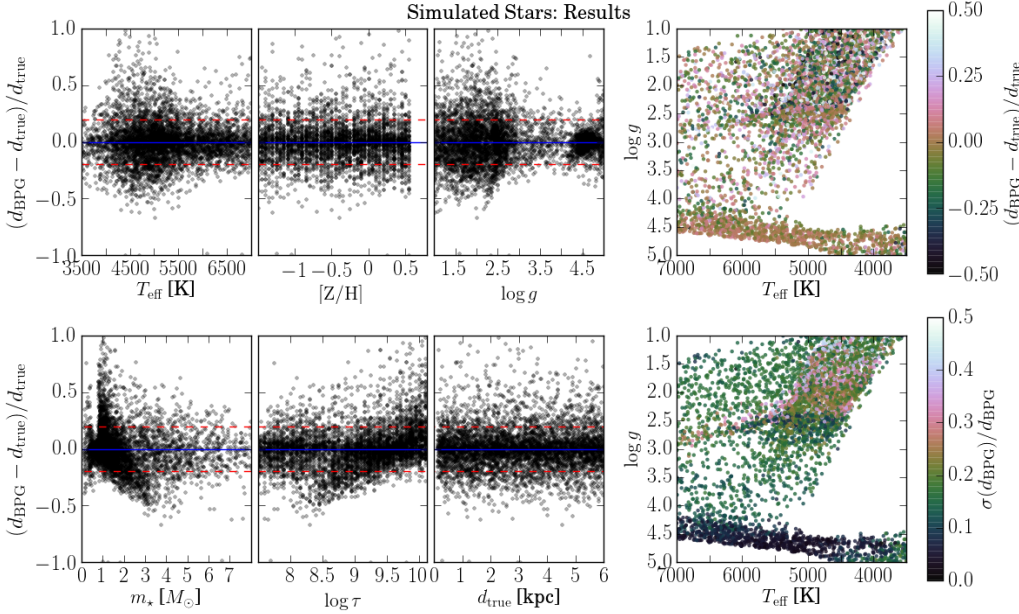 Simulated Stars: Results
(d_BPG − d_true)/d_true
1.0
0.5
0.0
−0.5
−1.0
3500 4500 5500 6500
T_eff [K]
−1 −0.5 0 0.5
[Z/H]
1.5 2.5 3.5 4.5
log g
log g
1.0
1.5
2.0
2.5
3.0
3.5
4.0
4.5
5.0
7000 6000 5000 4000
T_eff [K]
0.50
0.25
0.00
−0.25
−0.50
(d_BPG − d_true)/d_true
(d_BPG − d_true)/d_true
1.0
0.5
0.0
−0.5
−1.0
0 1 2 3 4 5 6 7
m⋆ [M⊙]
8 8.5 9 9.5 10
log τ
0 1 2 3 4 5 6
d_true [kpc]
log g
1.0
1.5
2.0
2.5
3.0
3.5
4.0
4.5
5.0
7000 6000 5000 4000
T_eff [K]
0.5
0.4
0.3
0.2
0.1
0.0
σ(d_BPG)/d_BPG